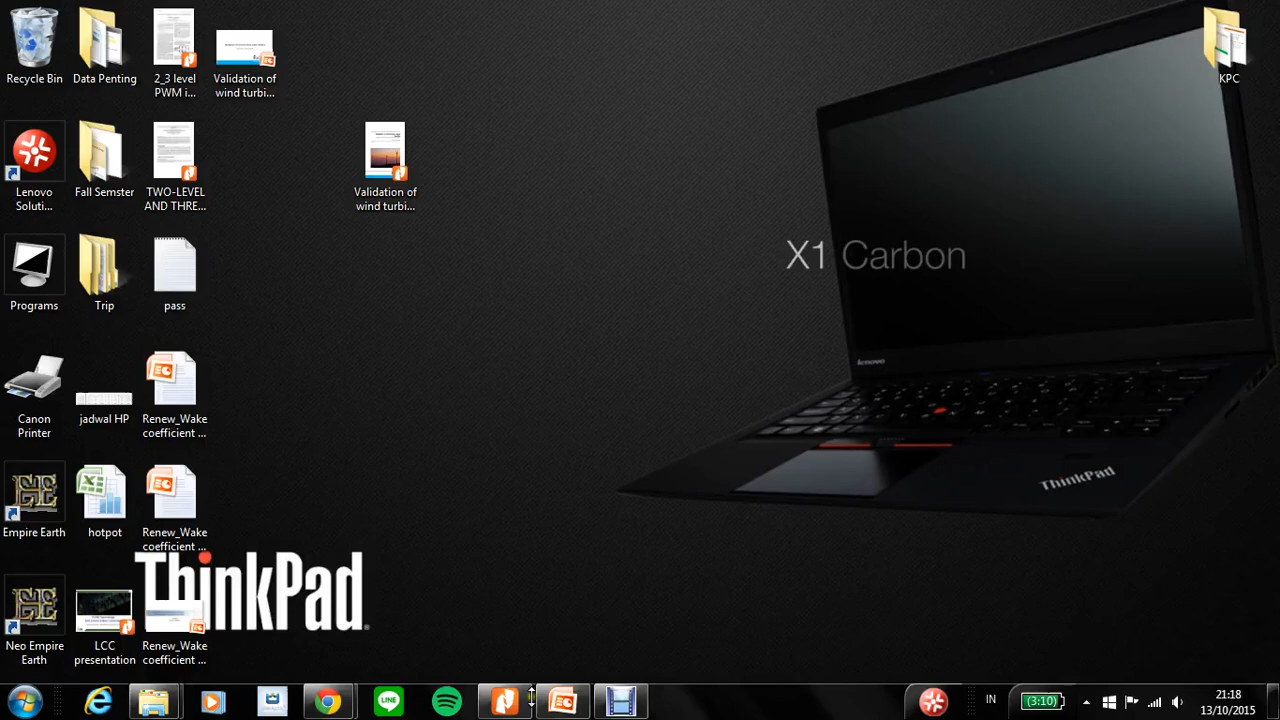 Recycle Bin
Data Penting
2_3 level
PWM i...
Validation of
wind turbi...
KPC
Lenovo
Soluti...
Fall Semster
TWO-LEVEL
AND THRE...
Validation of
wind turbi...
Programs
Trip
pass
X1 Carbon
lenovo
Canon
Printer
jadwal HP
Renew_Wake
coefficient ...
ThinkPad
Empire Earth
hotpot
Renew_Wake
coefficient ...
ThinkPad
Neo Empire
Earth
LCC
presentation
Renew_Wake
coefficient ...
LINE
IN
(3:10)
21:18
13/10/2015